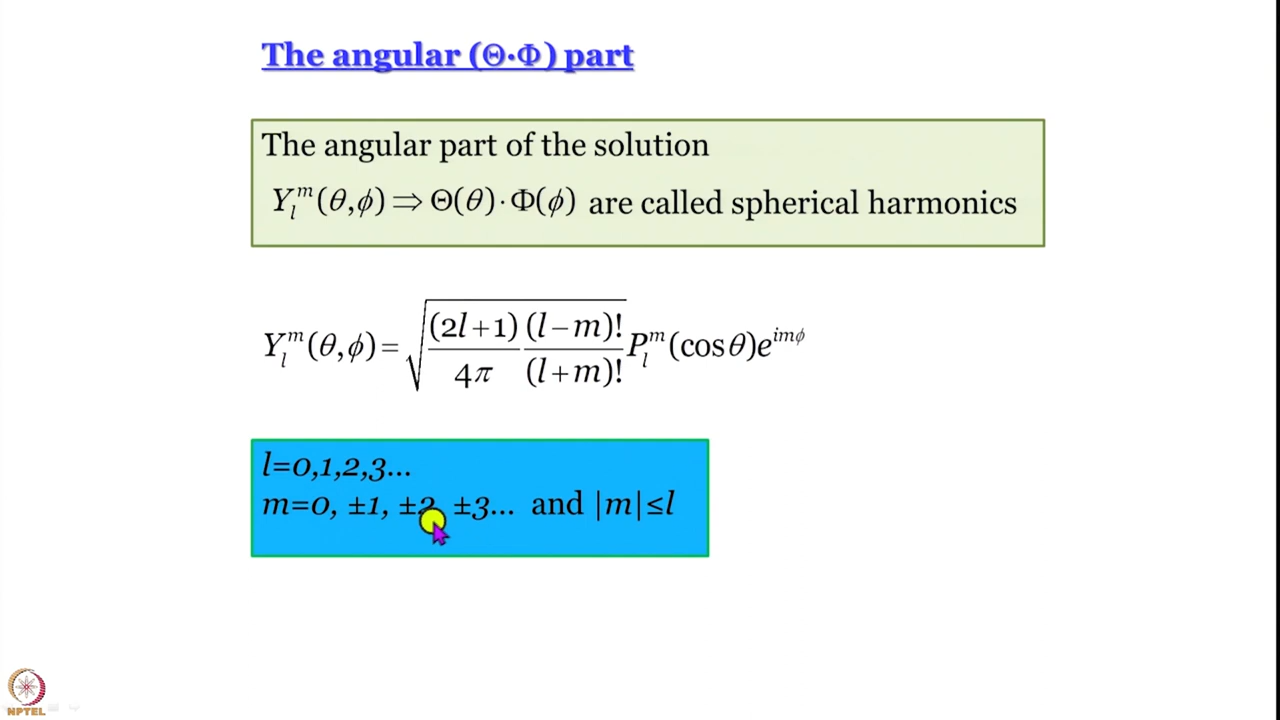 The angular (Θ·Φ) part
The angular part of the solution
Y_l^m(θ,ϕ)⇒Θ(θ)·Φ(ϕ) are called spherical harmonics
Y_l^m(θ,ϕ)=√((2l+1)/4π (l−m)!/(l+m)!) P_l^m(cosθ)e^{imϕ}
l=0,1,2,3...
m=0, ±1, ±2, ±3... and |m|≤l
NPTEL